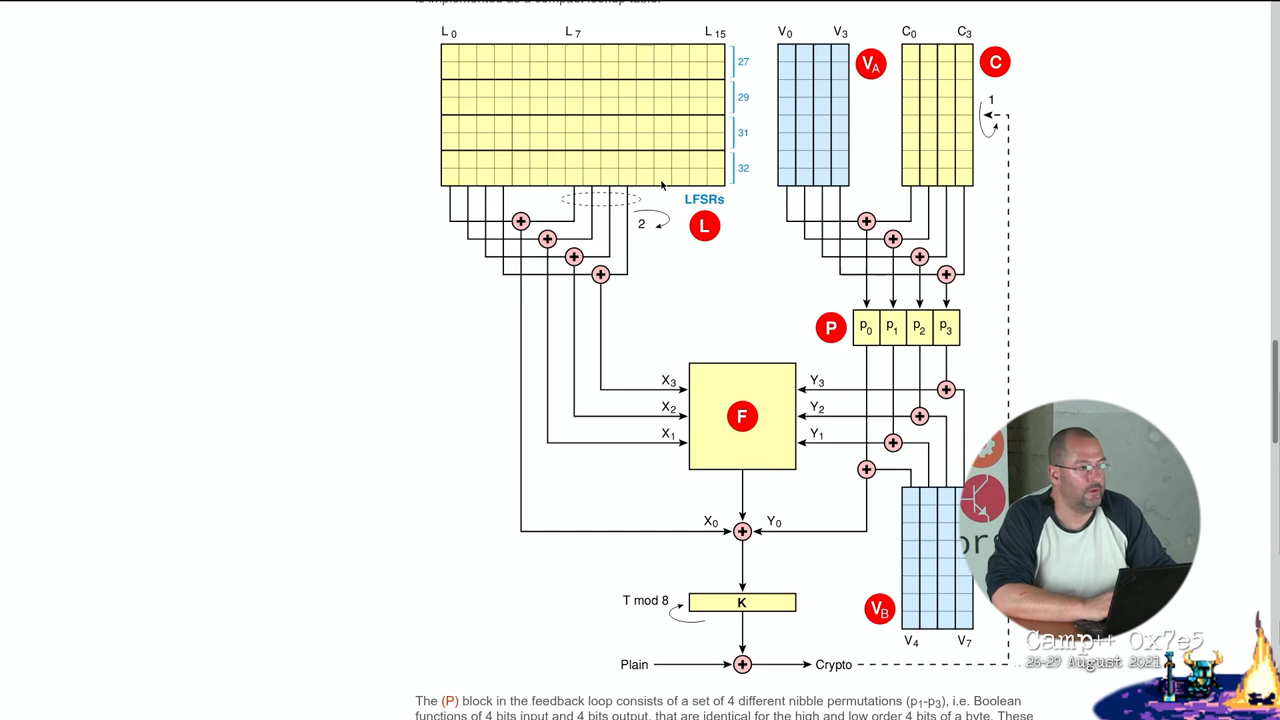 L 0 L 7 L 15 V0 V3 C0 C3
27
VA C
29
1
31
32
LFSRs
2
L
P p0 p1 p2 p3
X3 Y3
X2 F Y2
X1 Y1
X0 Y0
T mod 8 K
VB
V4 V7
Plain Crypto
Camp++ 0x7e5
26-29 August 2021
The (P) block in the feedback loop consists of a set of 4 different nibble permutations (p1-p3), i.e. Boolean
functions of 4 bits input and 4 bits output, that are identical for the high and low order 4 bits of a byte. These